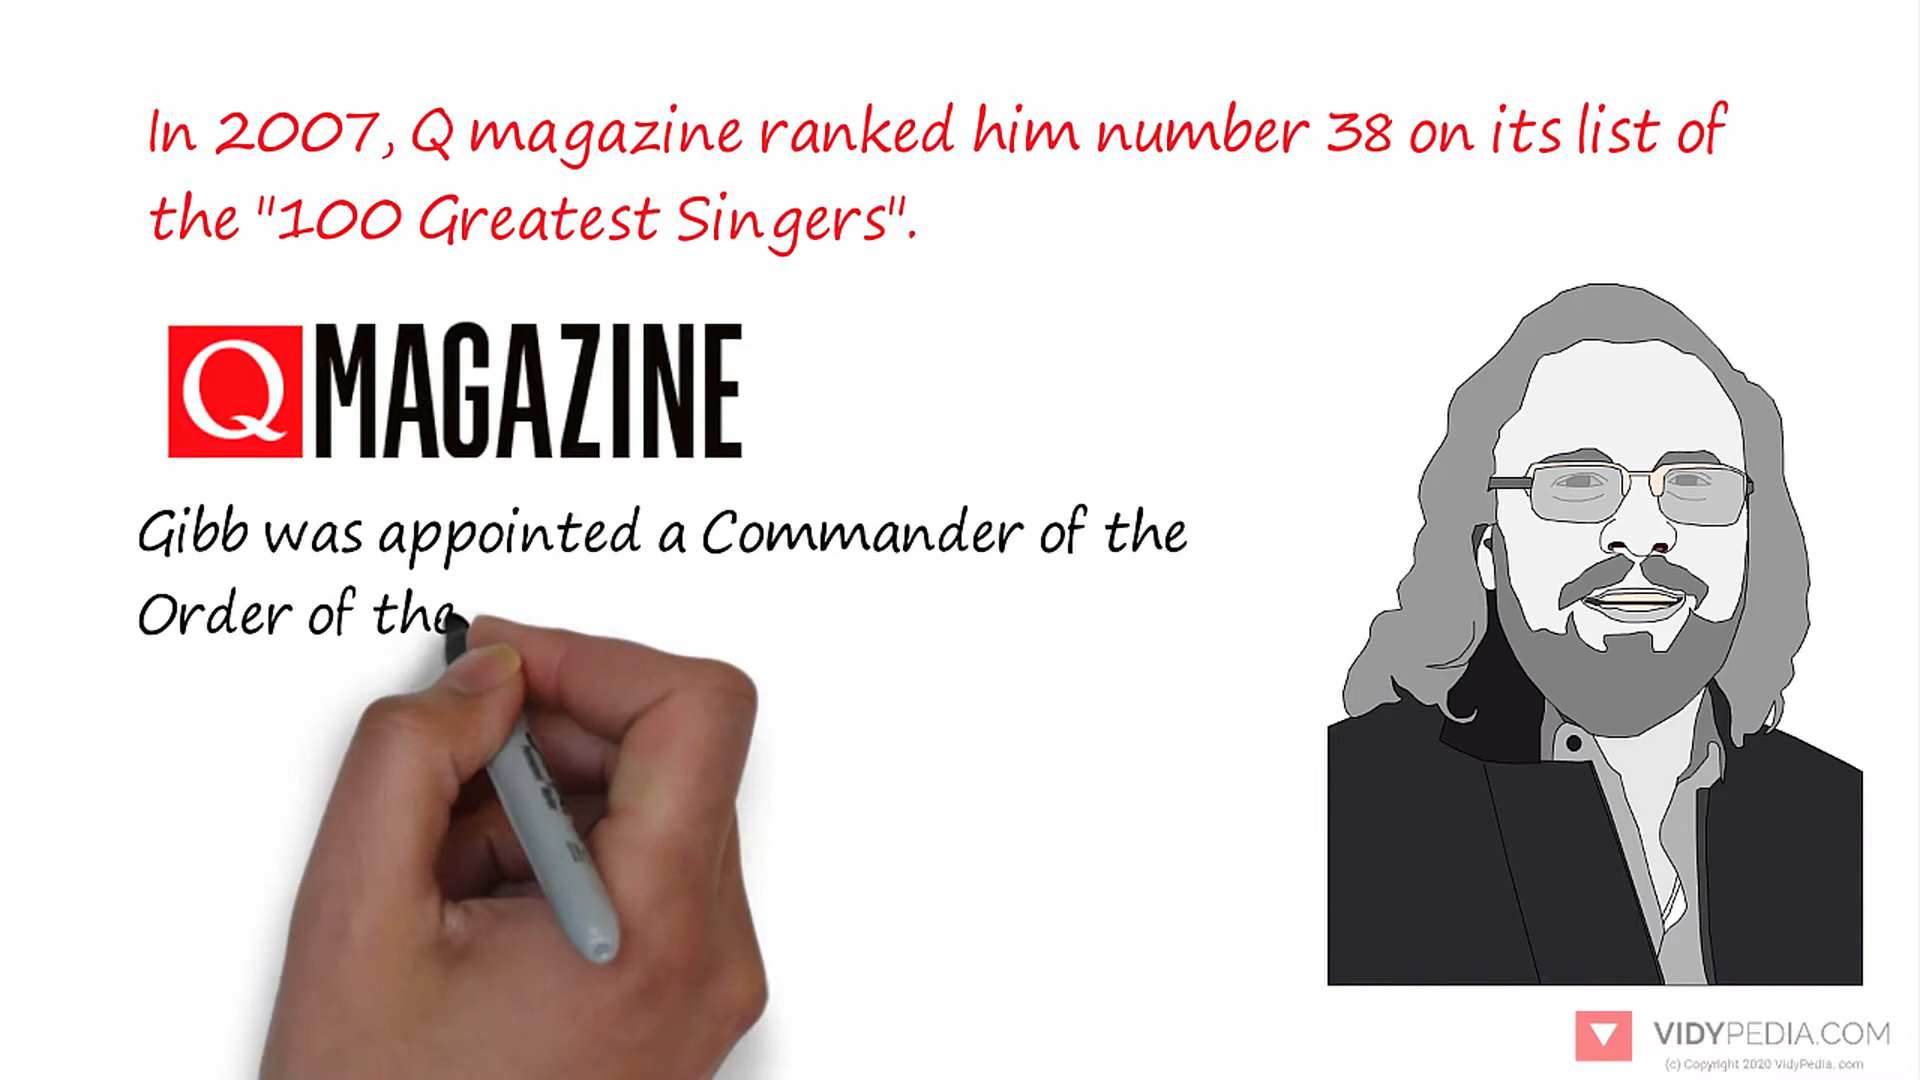 In 2007, Q magazine ranked him number 38 on its list of
the "100 Greatest Singers".
Q MAGAZINE
Gibb was appointed a Commander of the
Order of the
VIDYPEDIA.COM
(c) Copyright 2020 VidyPedia. com